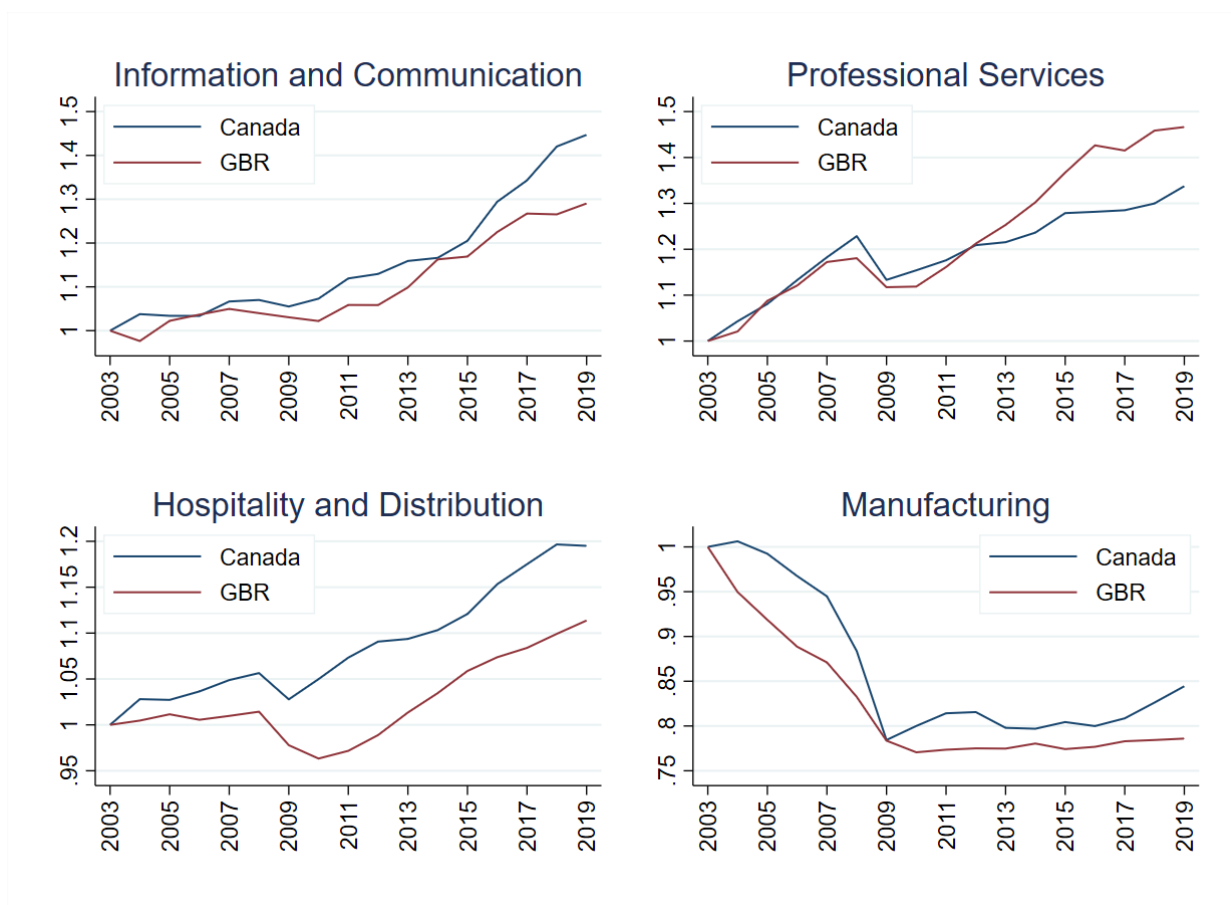 Information and Communication
1.5
1.4
1.3
1.2
1.1
1
Canada
GBR
2003 2005 2007 2009 2011 2013 2015 2017 2019
Professional Services
1.5
1.4
1.3
1.2
1.1
1
Canada
GBR
2003 2005 2007 2009 2011 2013 2015 2017 2019
Hospitality and Distribution
1.2
1.15
1.1
1.05
1
.95
Canada
GBR
2003 2005 2007 2009 2011 2013 2015 2017 2019
Manufacturing
1
.95
.9
.85
.8
.75
Canada
GBR
2003 2005 2007 2009 2011 2013 2015 2017 2019